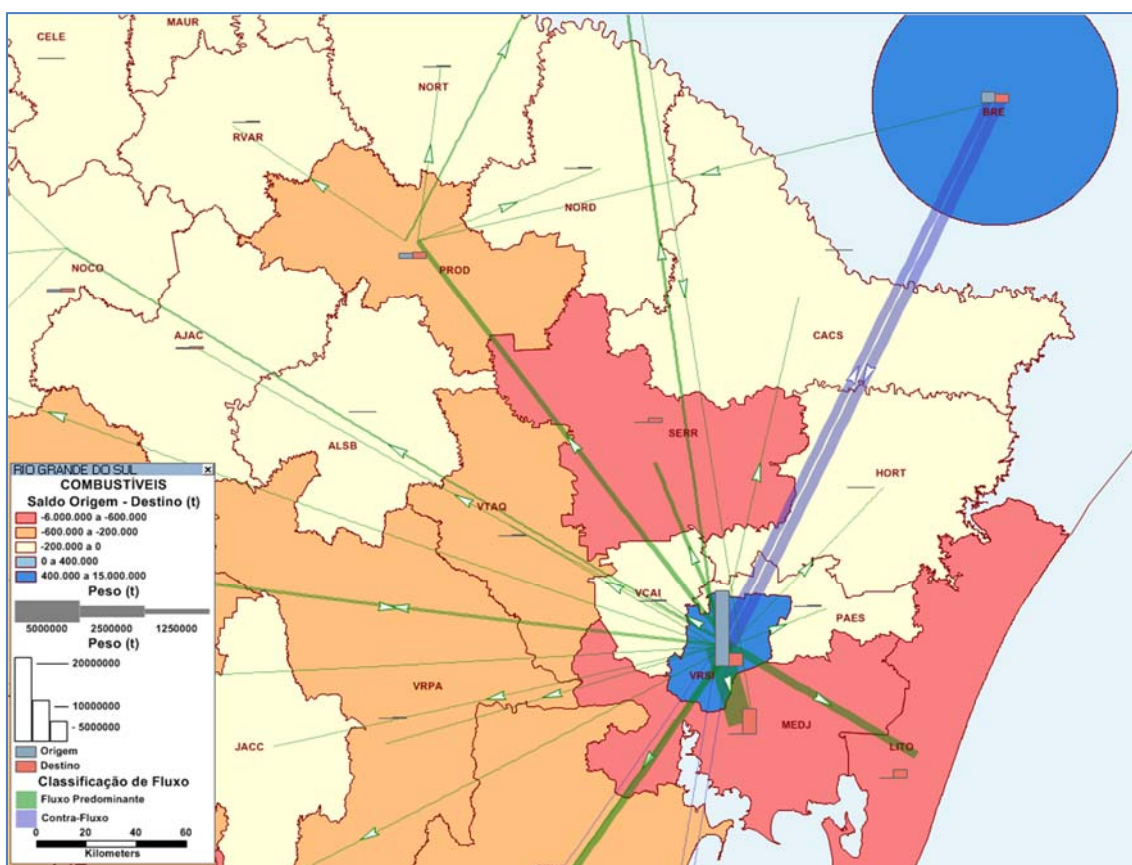 CELE
MAUR
NORT
RVAR
BRE
NORD
NOCO
PROD
AJAC
CACS
ALSB
SERR
HORT
VTAQ
VCAI
PAES
VRSI
VRPA
MEDJ
JACC
LITO
RIO GRANDE DO SUL
COMBUSTÍVEIS
Saldo Origem - Destino (t)
-6.000.000 a -600.000
-600.000 a -200.000
-200.000 a 0
0 a 400.000
400.000 a 15.000.000
Peso (t)
5000000 2500000 1250000
Peso (t)
20000000
10000000
- 5000000
Origem
Destino
Classificação de Fluxo
Fluxo Predominante
Contra-Fluxo
0 20 40 60
Kilometers